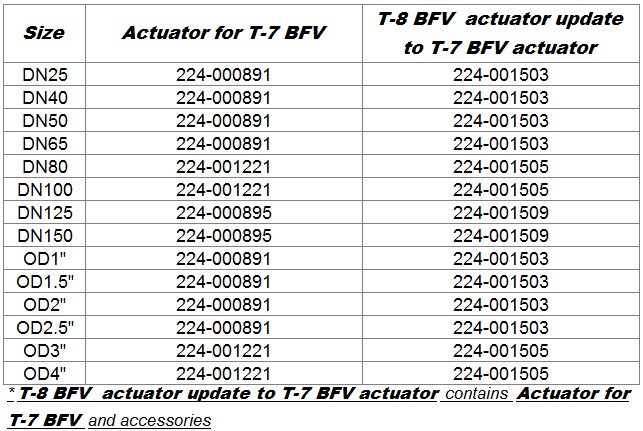 Size Actuator for T-7 BFV T-8 BFV actuator update
to T-7 BFV actuator
DN25 224-000891 224-001503
DN40 224-000891 224-001503
DN50 224-000891 224-001503
DN65 224-000891 224-001503
DN80 224-001221 224-001505
DN100 224-001221 224-001505
DN125 224-000895 224-001509
DN150 224-000895 224-001509
OD1" 224-000891 224-001503
OD1.5" 224-000891 224-001503
OD2" 224-000891 224-001503
OD2.5" 224-000891 224-001503
OD3" 224-001221 224-001505
OD4" 224-001221 224-001505
* T-8 BFV actuator update to T-7 BFV actuator contains Actuator for
T-7 BFV and accessories